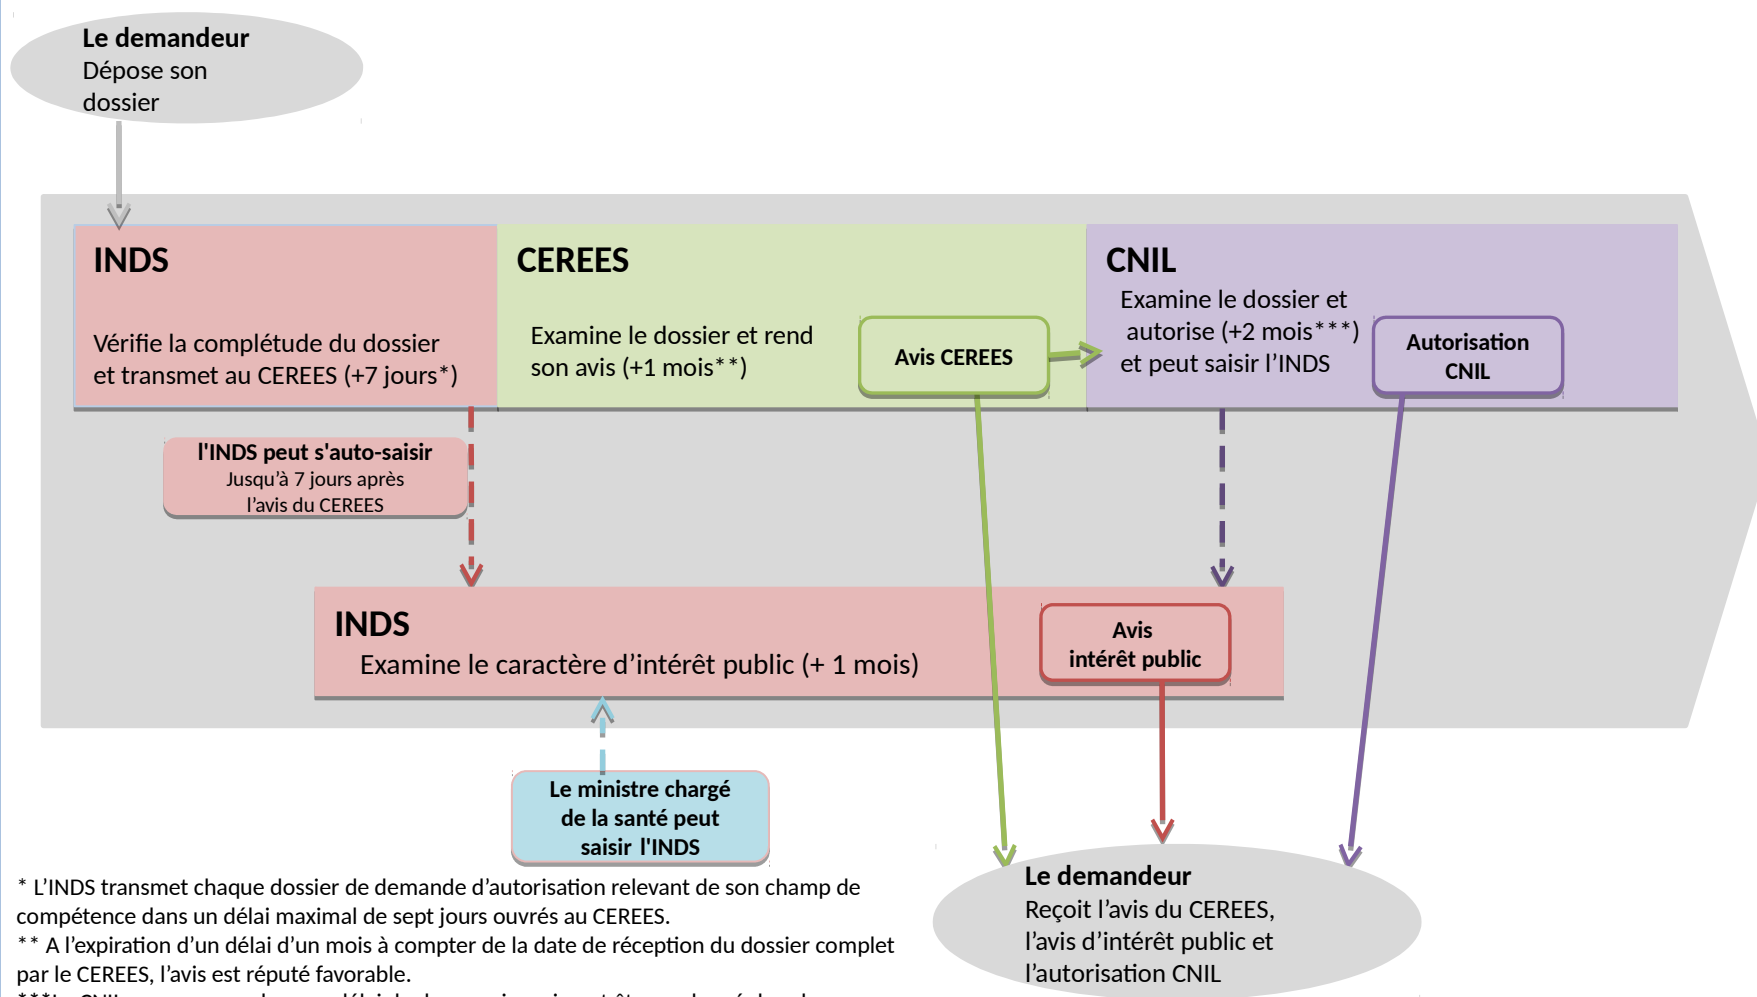 Le demandeur
Dépose son
dossier
INDS
Vérifie la complétude du dossier
et transmet au CEREES (+7 jours*)
CEREES
Examine le dossier et rend
son avis (+1 mois**)
Avis CEREES
CNIL
Examine le dossier et
autorise (+2 mois***)
et peut saisir l’INDS
Autorisation
CNIL
l'INDS peut s'auto-saisir
Jusqu’à 7 jours après
l’avis du CEREES
INDS
Examine le caractère d’intérêt public (+ 1 mois)
Avis
intérêt public
Le ministre chargé
de la santé peut
saisir l'INDS
* L’INDS transmet chaque dossier de demande d’autorisation relevant de son champ de
compétence dans un délai maximal de sept jours ouvrés au CEREES.
** A l’expiration d’un délai d’un mois à compter de la date de réception du dossier complet
par le CEREES, l’avis est réputé favorable.
Le demandeur
Reçoit l’avis du CEREES,
l’avis d’intérêt public et
l’autorisation CNIL